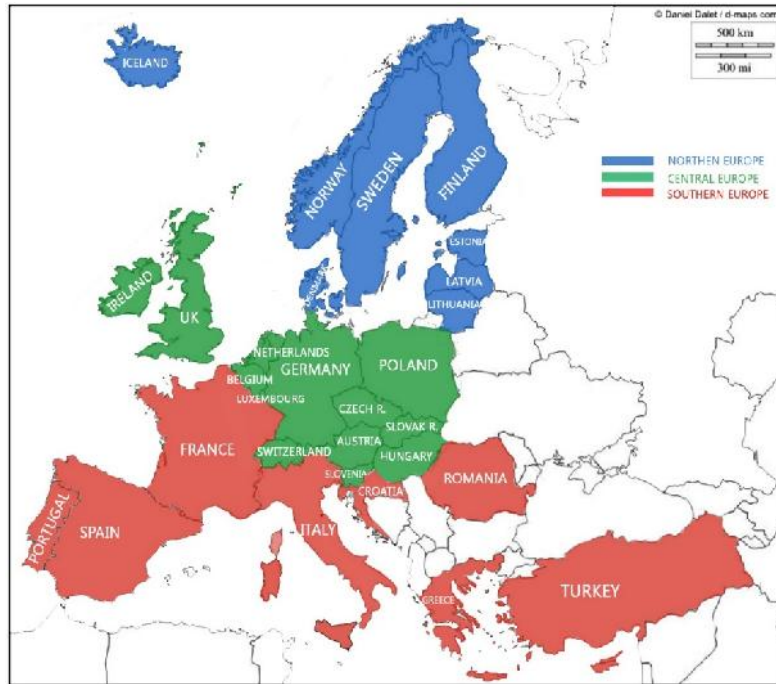 © Daniel Dalet / d-maps.com
500 km
300 mi
ICELAND
NORWAY
SWEDEN
FINLAND
NORTHEN EUROPE
CENTRAL EUROPE
SOUTHERN EUROPE
ESTONIA
LATVIA
LITHUANIA
DENMARK
IRELAND
UK
NETHERLANDS
GERMANY
POLAND
BELGIUM
LUXEMBOURG
CZECH R.
SLOVAK R.
AUSTRIA
SWITZERLAND
HUNGARY
FRANCE
SLOVENIA
CROATIA
ROMANIA
PORTUGAL
SPAIN
ITALY
GREECE
TURKEY